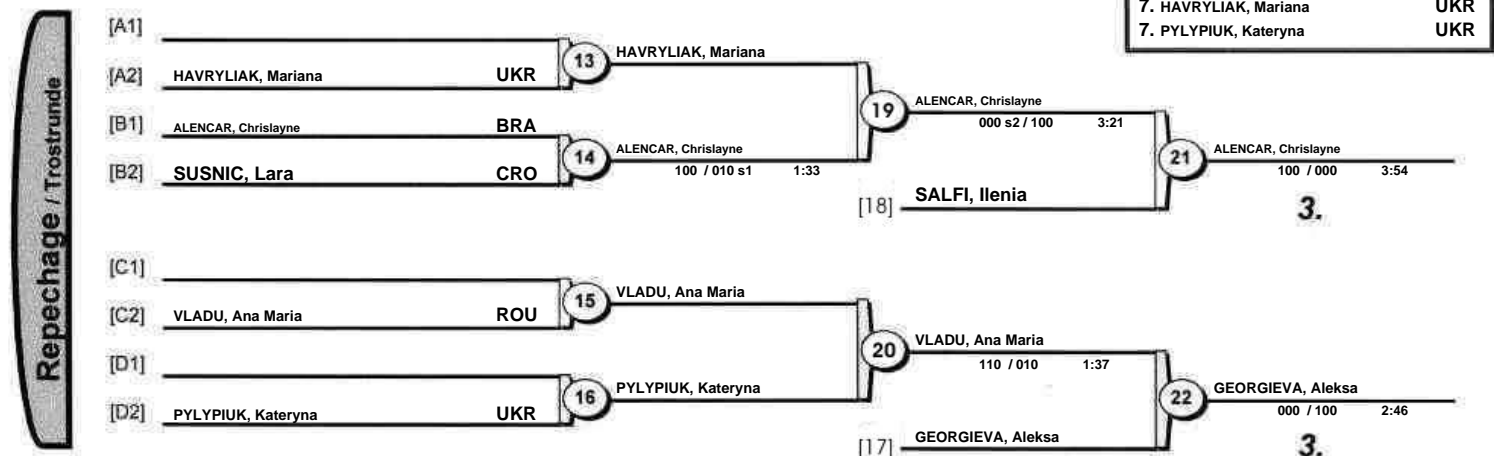 7. HAVRYLIAK, Mariana UKR
7. PYLYPIUK, Kateryna UKR
Repechage / Trostrunde
[A1]
[A2] HAVRYLIAK, Mariana UKR
13 HAVRYLIAK, Mariana
[B1] ALENCAR, Chrislayne BRA
[B2] SUSNIC, Lara CRO
14 ALENCAR, Chrislayne
100 / 010 s1 1:33
19 ALENCAR, Chrislayne
000 s2 / 100 3:21
[18] SALFI, Ilenia
21 ALENCAR, Chrislayne
100 / 000 3:54
3.
[C1]
[C2] VLADU, Ana Maria ROU
15 VLADU, Ana Maria
[D1]
[D2] PYLYPIUK, Kateryna UKR
16 PYLYPIUK, Kateryna
20 VLADU, Ana Maria
110 / 010 1:37
[17] GEORGIEVA, Aleksa
22 GEORGIEVA, Aleksa
000 / 100 2:46
3.